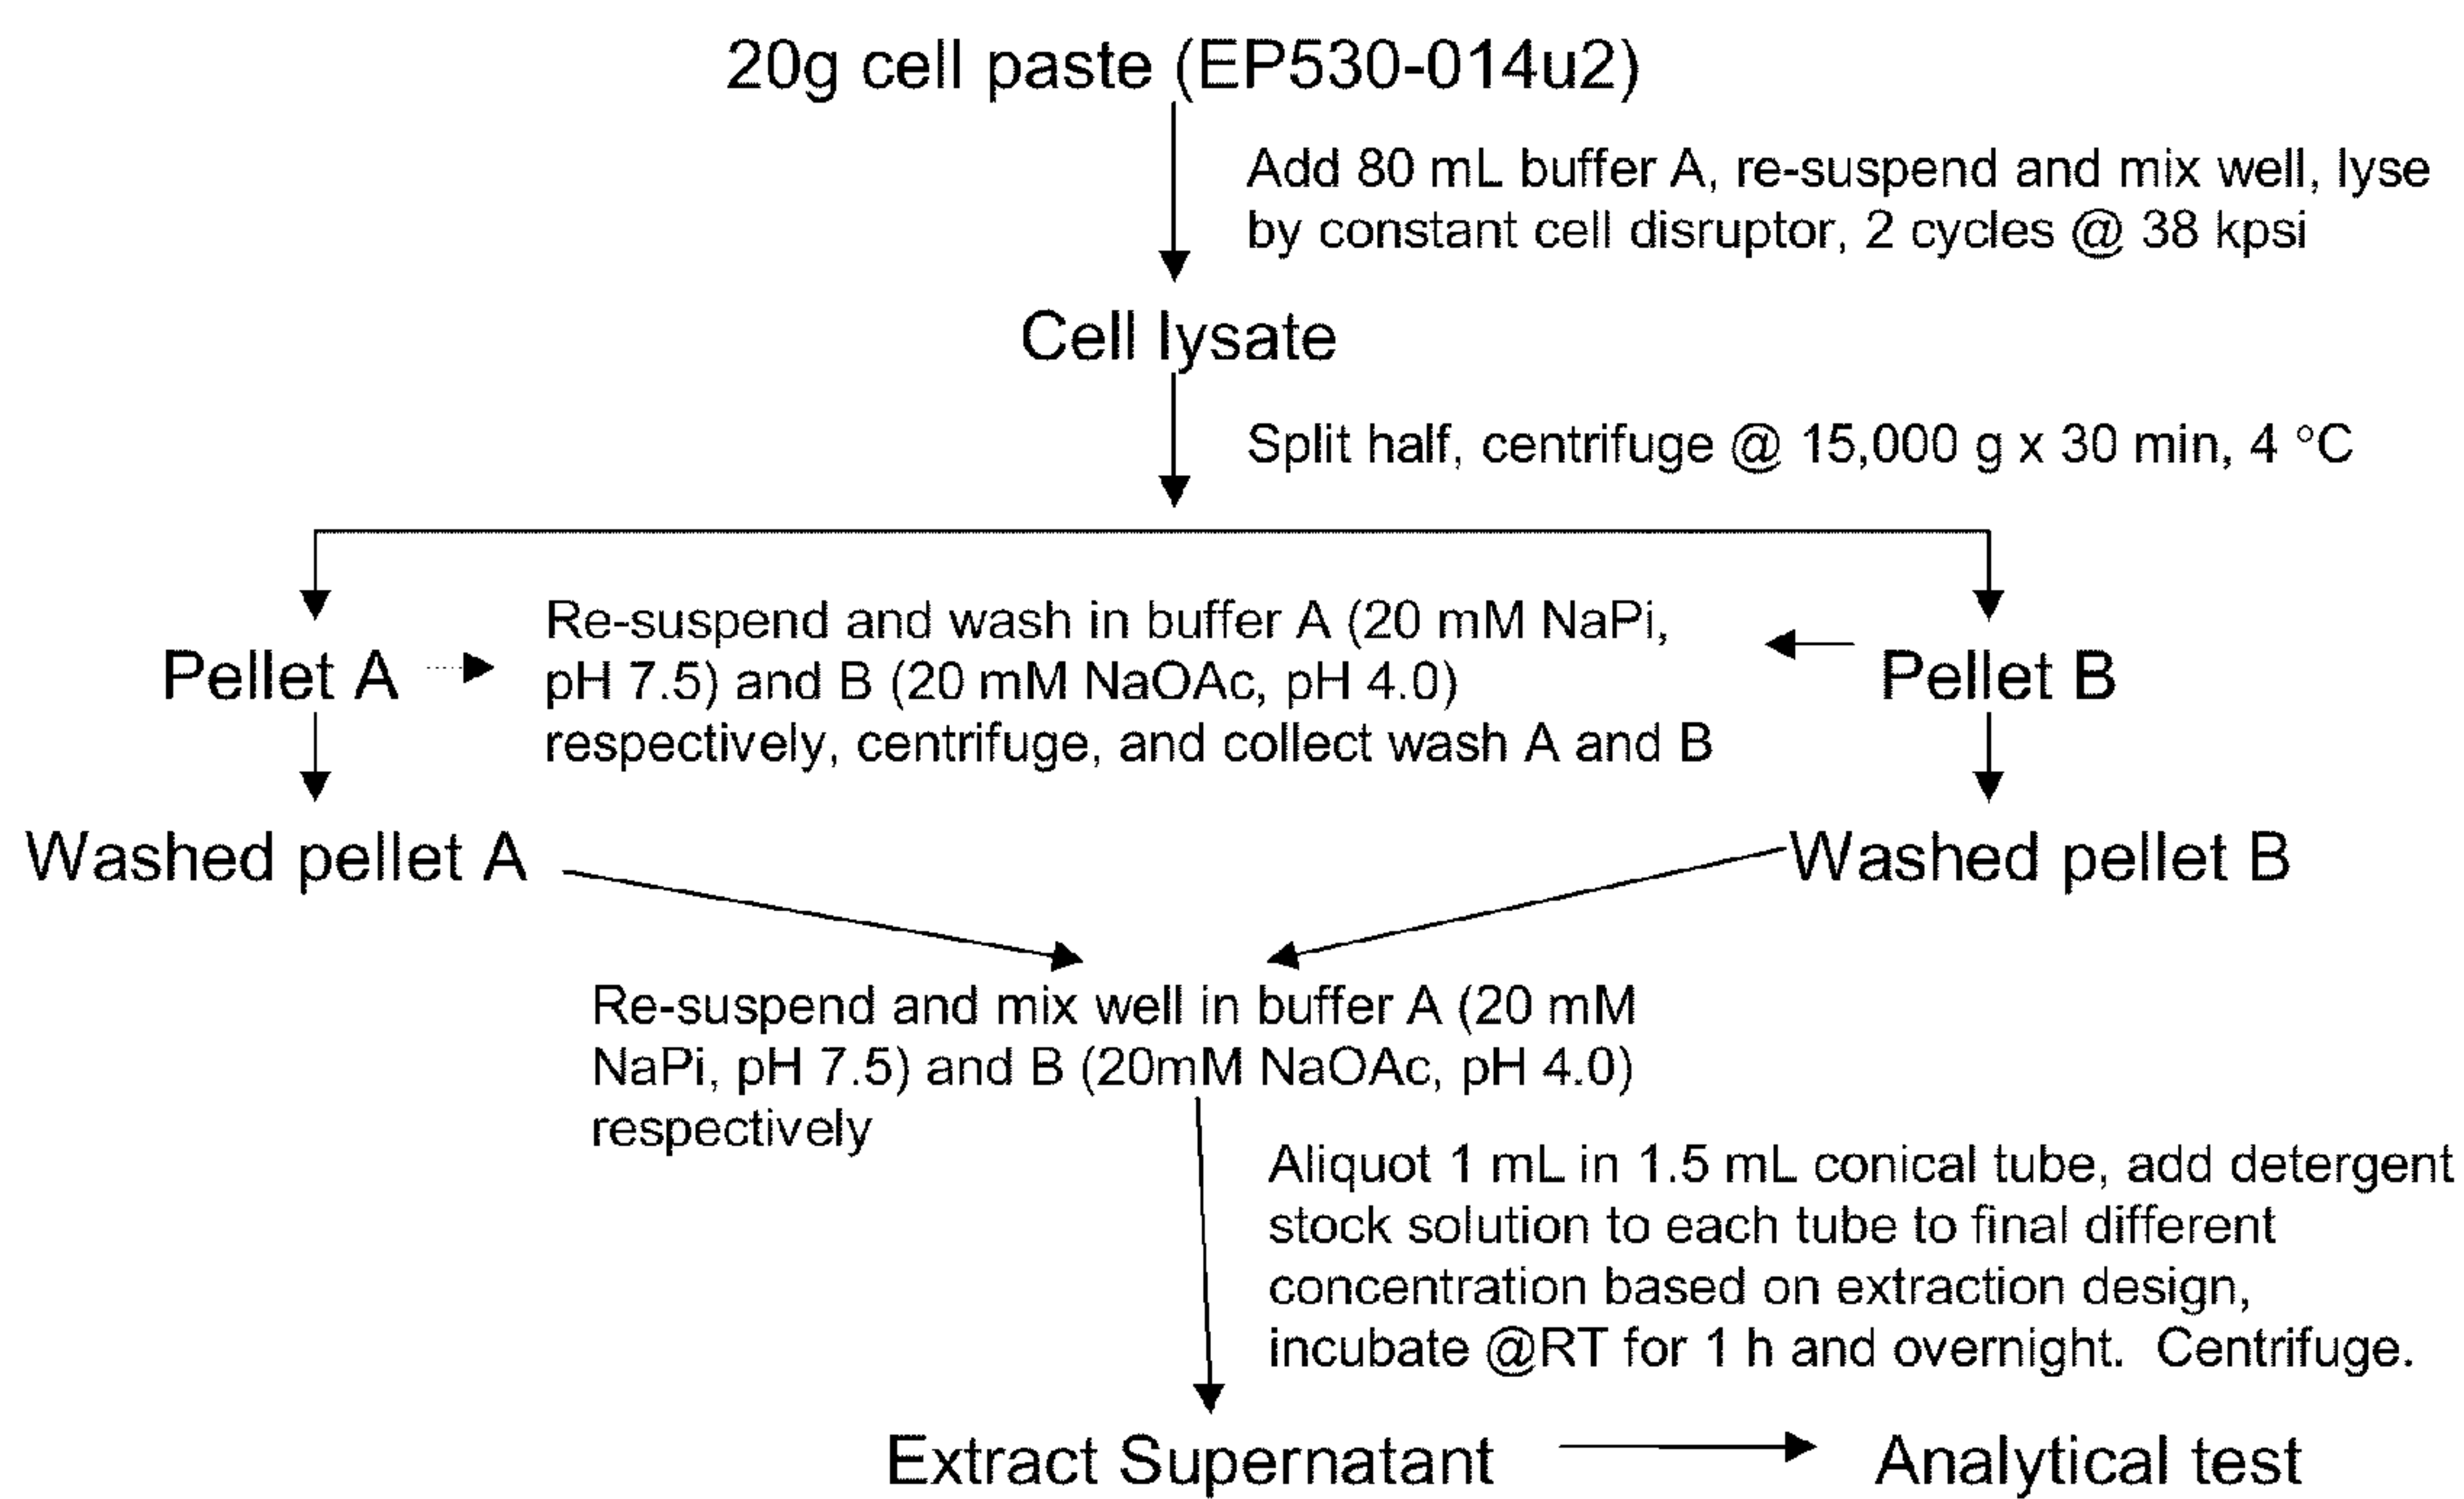 20g cell paste (EP530-014u2)
Add 80 mL buffer A, re-suspend and mix well, lyse
by constant cell disruptor, 2 cycles @ 38 kpsi
Cell lysate
Split half, centrifuge @ 15,000 g x 30 min, 4 °C
Pellet A
Re-suspend and wash in buffer A (20 mM NaPi,
pH 7.5) and B (20 mM NaOAc, pH 4.0)
respectively, centrifuge, and collect wash A and B
Pellet B
Washed pellet A
Washed pellet B
Re-suspend and mix well in buffer A (20 mM
NaPi, pH 7.5) and B (20mM NaOAc, pH 4.0)
respectively
Aliquot 1 mL in 1.5 mL conical tube, add detergent
stock solution to each tube to final different
concentration based on extraction design,
incubate @RT for 1 h and overnight. Centrifuge.
Extract Supernatant
Analytical test